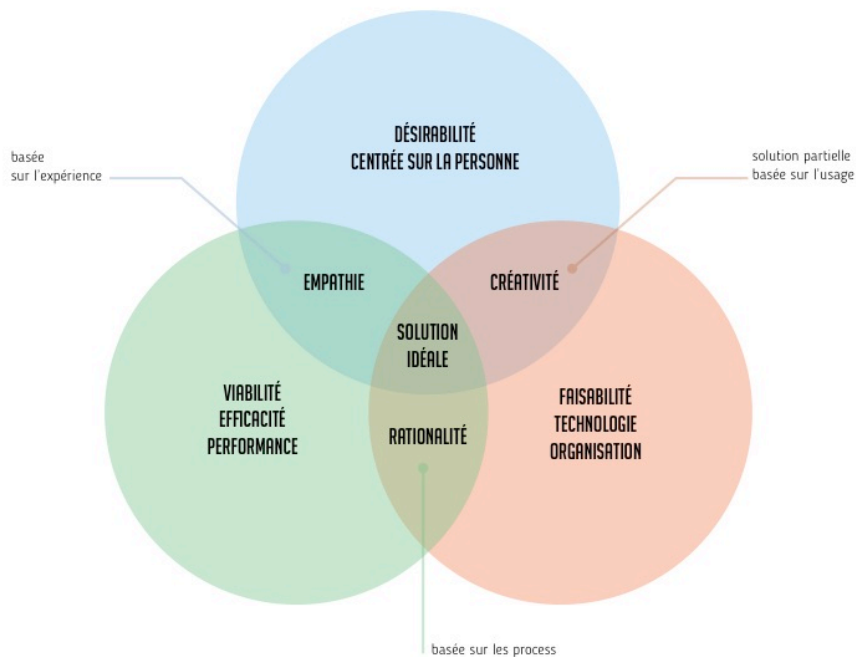 DÉSIRABILITÉ
CENTRÉE SUR LA PERSONNE
basée
sur l'expérience
solution partielle
basée sur l'usage
EMPATHIE
CRÉATIVITÉ
SOLUTION
IDÉALE
VIABILITÉ
EFFICACITÉ
PERFORMANCE
FAISABILITÉ
TECHNOLOGIE
ORGANISATION
RATIONALITÉ
basée sur les process